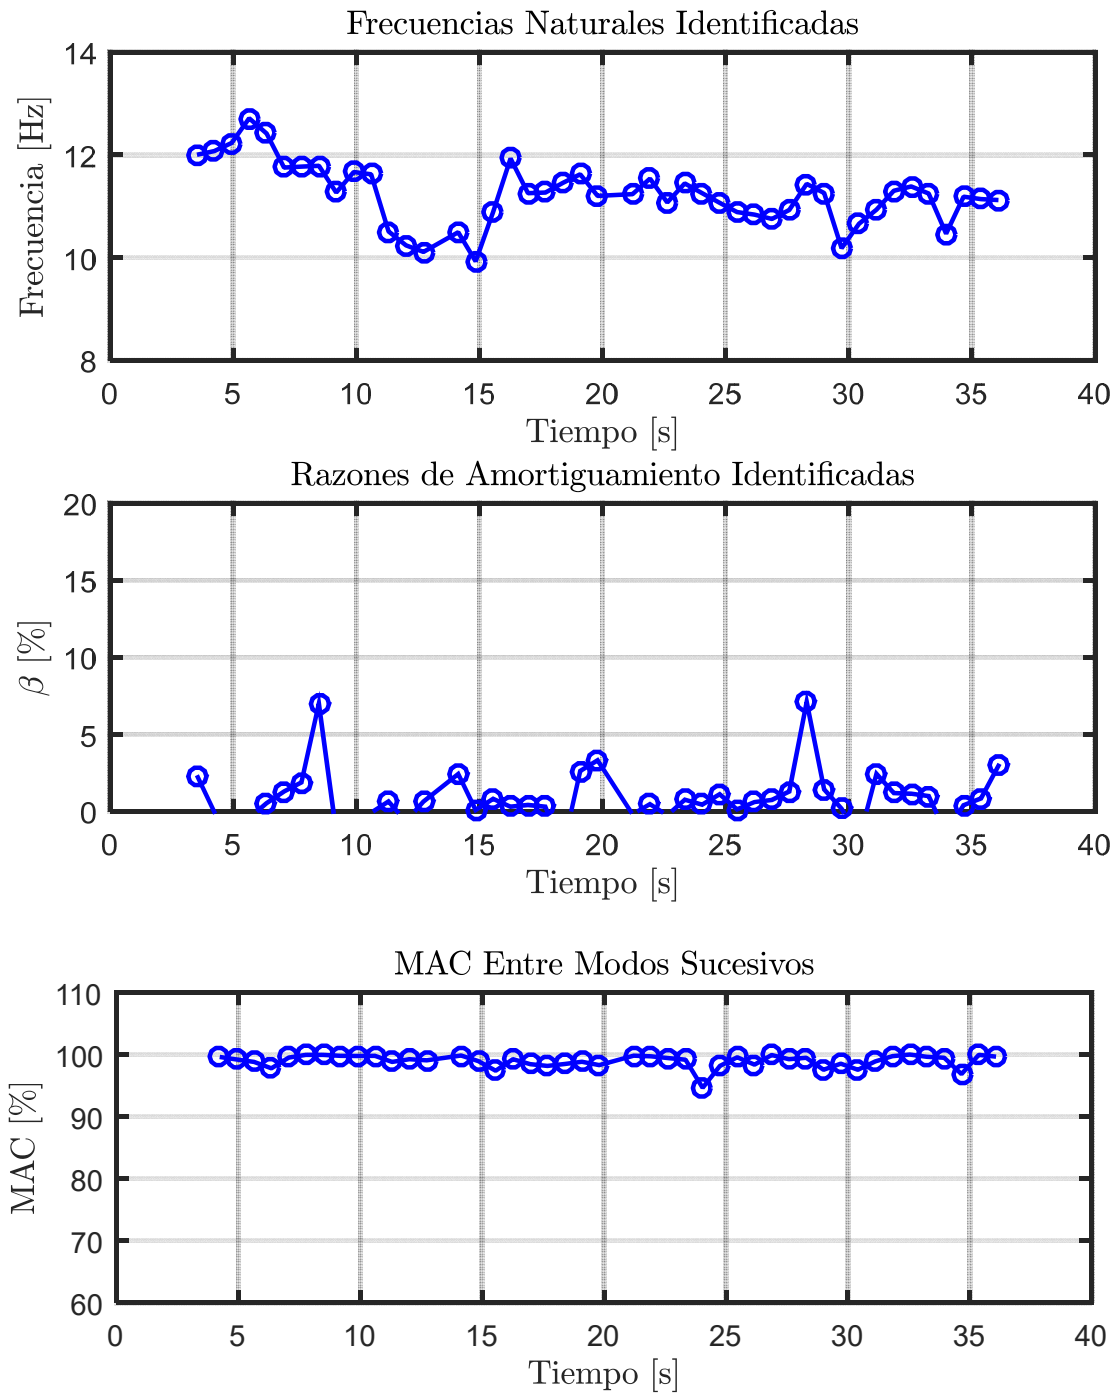 Frecuencias Naturales Identificadas
Frecuencia [Hz]
14
12
10
8
0 5 10 15 20 25 30 35 40
Tiempo [s]
Razones de Amortiguamiento Identificadas
β [%]
20
15
10
5
0
0 5 10 15 20 25 30 35 40
Tiempo [s]
MAC Entre Modos Sucesivos
MAC [%]
110
100
90
80
70
60
0 5 10 15 20 25 30 35 40
Tiempo [s]